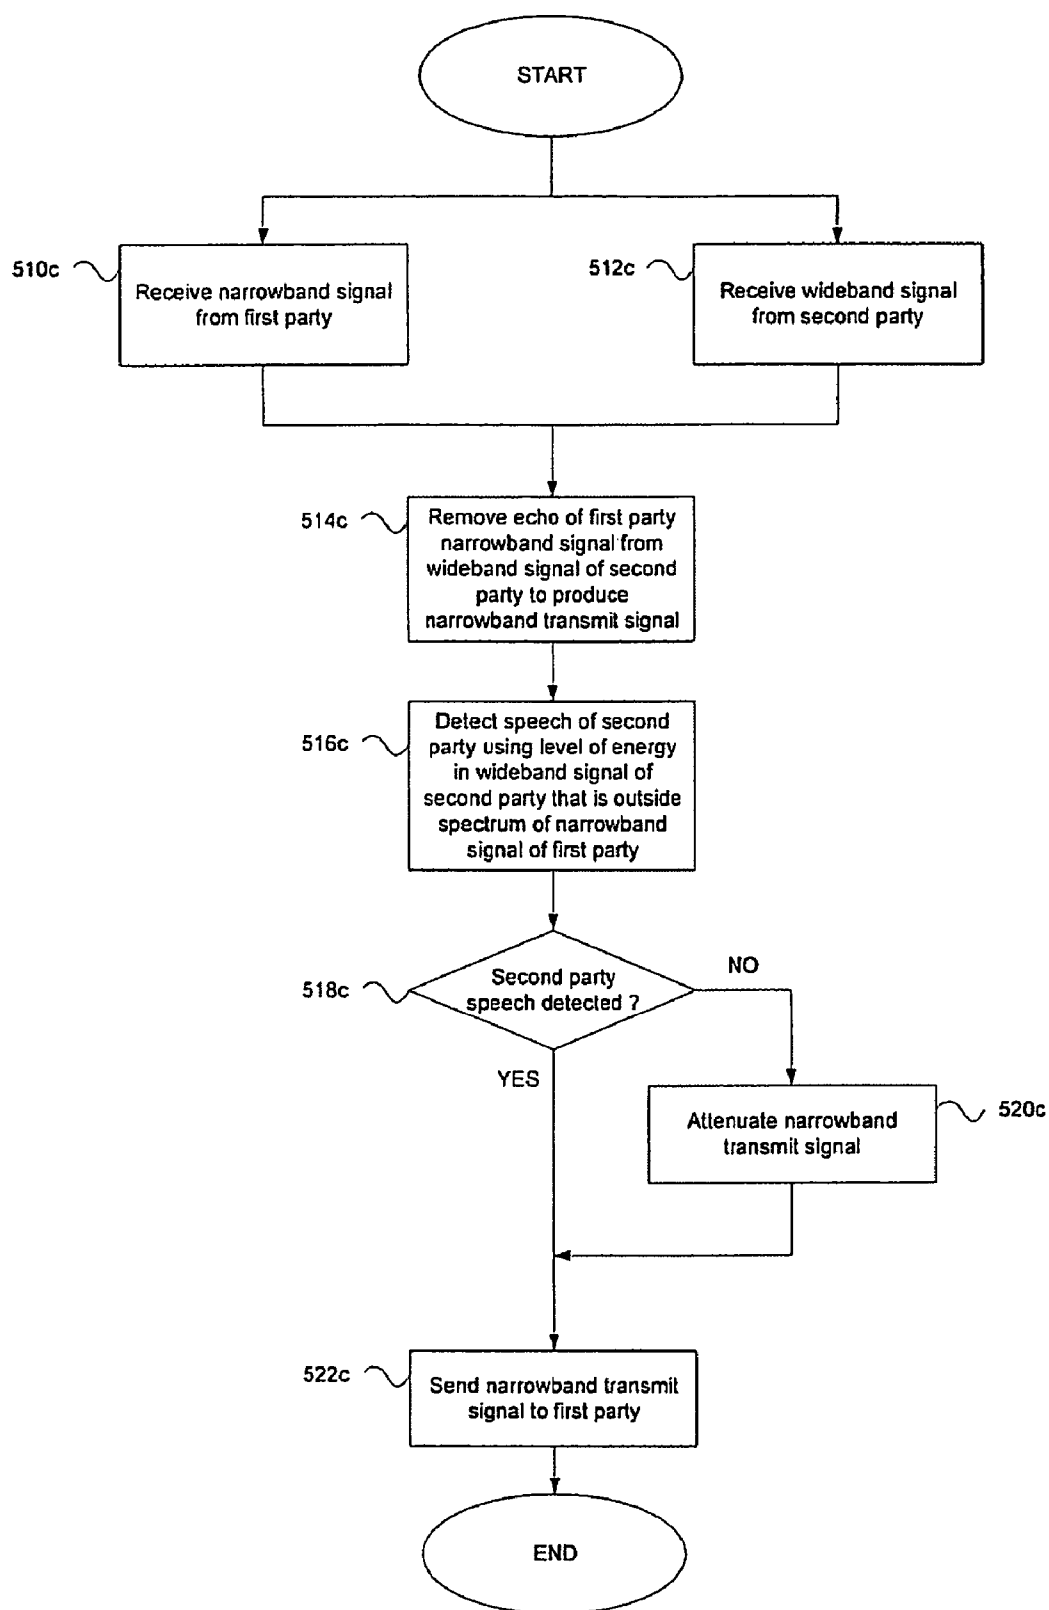 START
510c
Receive narrowband signal
from first party
512c
Receive wideband signal
from second party
514c
Remove echo of first party
narrowband signal from
wideband signal of second
party to produce
narrowband transmit signal
516c
Detect speech of second
party using level of energy
in wideband signal of
second party that is outside
spectrum of narrowband
signal of first party
518c
Second party
speech detected ?
NO
YES
Attenuate narrowband
transmit signal
520c
522c
Send narrowband transmit
signal to first party
END